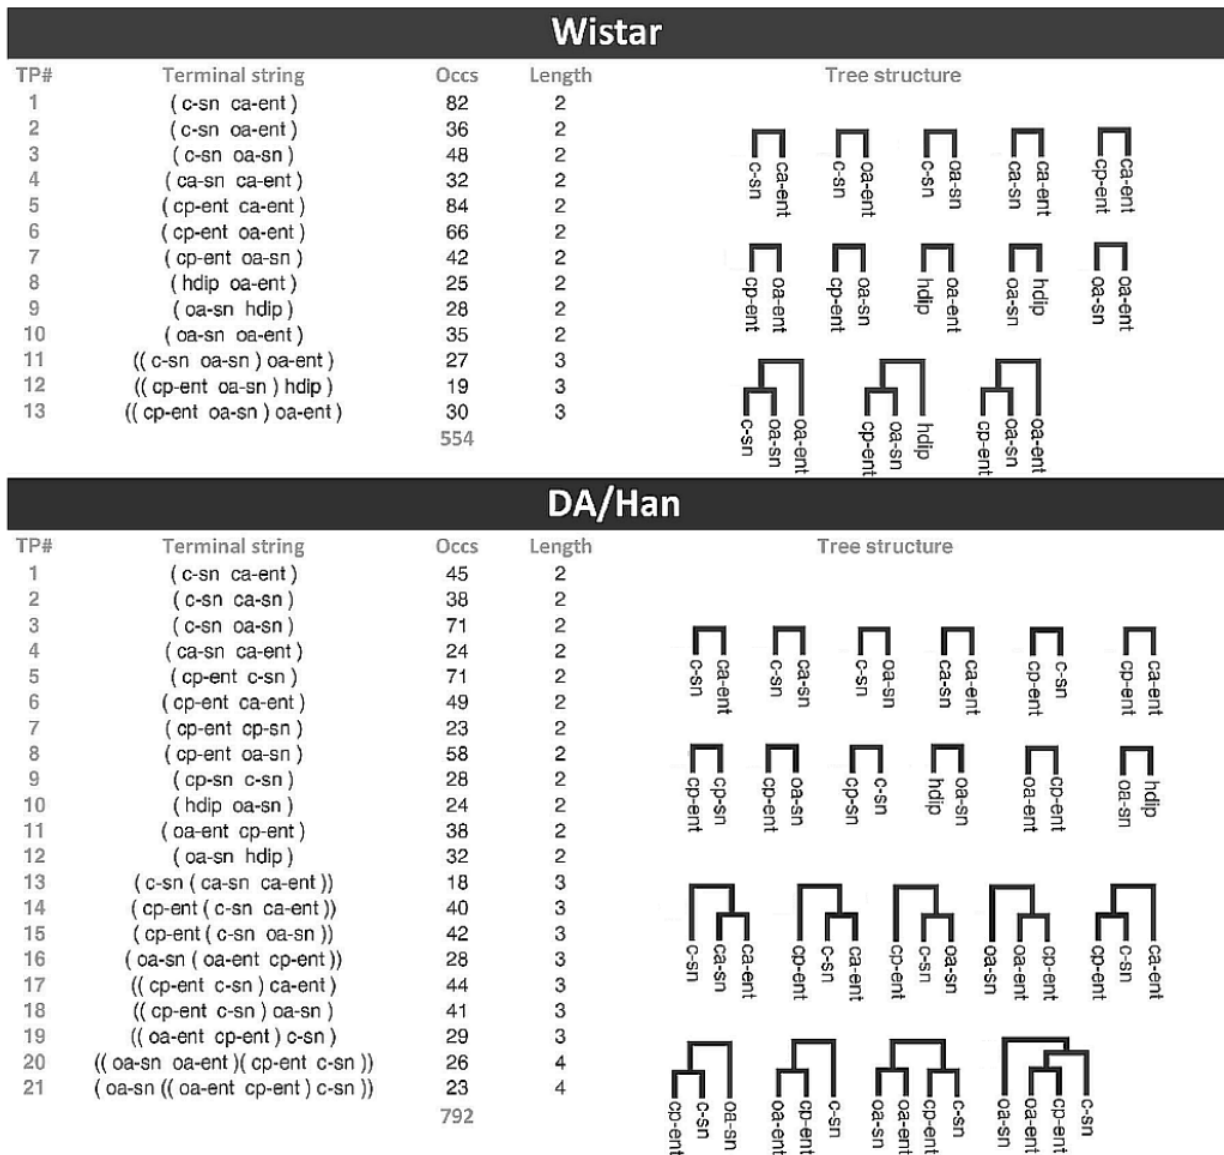 Wistar
TP# Terminal string Occs Length Tree structure
1 ( c-sn ca-ent ) 82 2
2 ( c-sn oa-ent ) 36 2
3 ( c-sn oa-sn ) 48 2
4 ( ca-sn ca-ent ) 32 2
5 ( cp-ent ca-ent ) 84 2
6 ( cp-ent oa-ent ) 66 2
7 ( cp-ent oa-sn ) 42 2
8 ( hdip oa-ent ) 25 2
9 ( oa-sn hdip ) 28 2
10 ( oa-sn oa-ent ) 35 2
11 (( c-sn oa-sn ) oa-ent ) 27 3
12 (( cp-ent oa-sn ) hdip ) 19 3
13 (( cp-ent oa-sn ) oa-ent ) 30 3
554
c-sn ca-ent c-sn oa-ent c-sn oa-sn ca-sn ca-ent cp-ent ca-ent
cp-ent oa-ent cp-ent oa-sn hdip oa-ent oa-sn hdip oa-sn oa-ent
c-sn oa-sn oa-ent cp-ent oa-sn hdip cp-ent oa-sn oa-ent
DA/Han
TP# Terminal string Occs Length Tree structure
1 ( c-sn ca-ent ) 45 2
2 ( c-sn ca-sn ) 38 2
3 ( c-sn oa-sn ) 71 2
4 ( ca-sn ca-ent ) 24 2
5 ( cp-ent c-sn ) 71 2
6 ( cp-ent ca-ent ) 49 2
7 ( cp-ent cp-sn ) 23 2
8 ( cp-ent oa-sn ) 58 2
9 ( cp-sn c-sn ) 28 2
10 ( hdip oa-sn ) 24 2
11 ( oa-ent cp-ent ) 38 2
12 ( oa-sn hdip ) 32 2
13 ( c-sn ( ca-sn ca-ent )) 18 3
14 ( cp-ent ( c-sn ca-ent )) 40 3
15 ( cp-ent ( c-sn oa-sn )) 42 3
16 ( oa-sn ( oa-ent cp-ent )) 28 3
17 (( cp-ent c-sn ) ca-ent ) 44 3
18 (( cp-ent c-sn ) oa-sn ) 41 3
19 (( oa-ent cp-ent ) c-sn ) 29 3
20 (( oa-sn oa-ent )( cp-ent c-sn )) 26 4
21 ( oa-sn (( oa-ent cp-ent ) c-sn )) 23 4
792
c-sn ca-ent c-sn ca-sn c-sn oa-sn ca-sn ca-ent cp-ent c-sn cp-ent ca-ent
cp-ent cp-sn cp-ent oa-sn cp-sn c-sn hdip oa-sn oa-ent cp-ent oa-sn hdip
c-sn ca-sn ca-ent cp-ent c-sn ca-ent cp-ent c-sn oa-sn oa-sn oa-ent cp-ent cp-ent c-sn ca-ent
cp-ent c-sn oa-sn oa-ent cp-ent c-sn oa-sn oa-ent cp-ent c-sn oa-sn oa-ent cp-ent c-sn